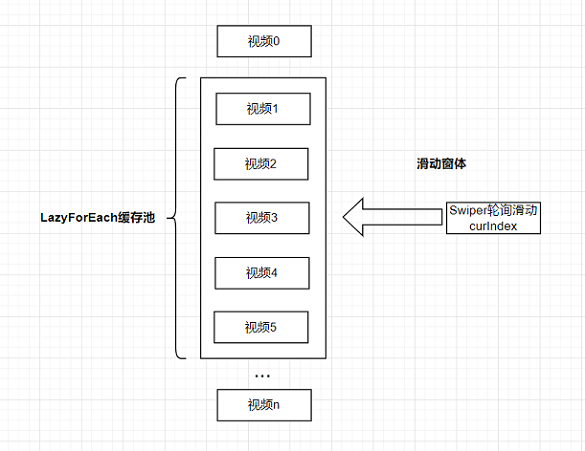 视频0
视频1
视频2
滑动窗体
LazyForEach缓存池
视频3
Swiper轮询滑动
curIndex
视频4
视频5
...
视频n